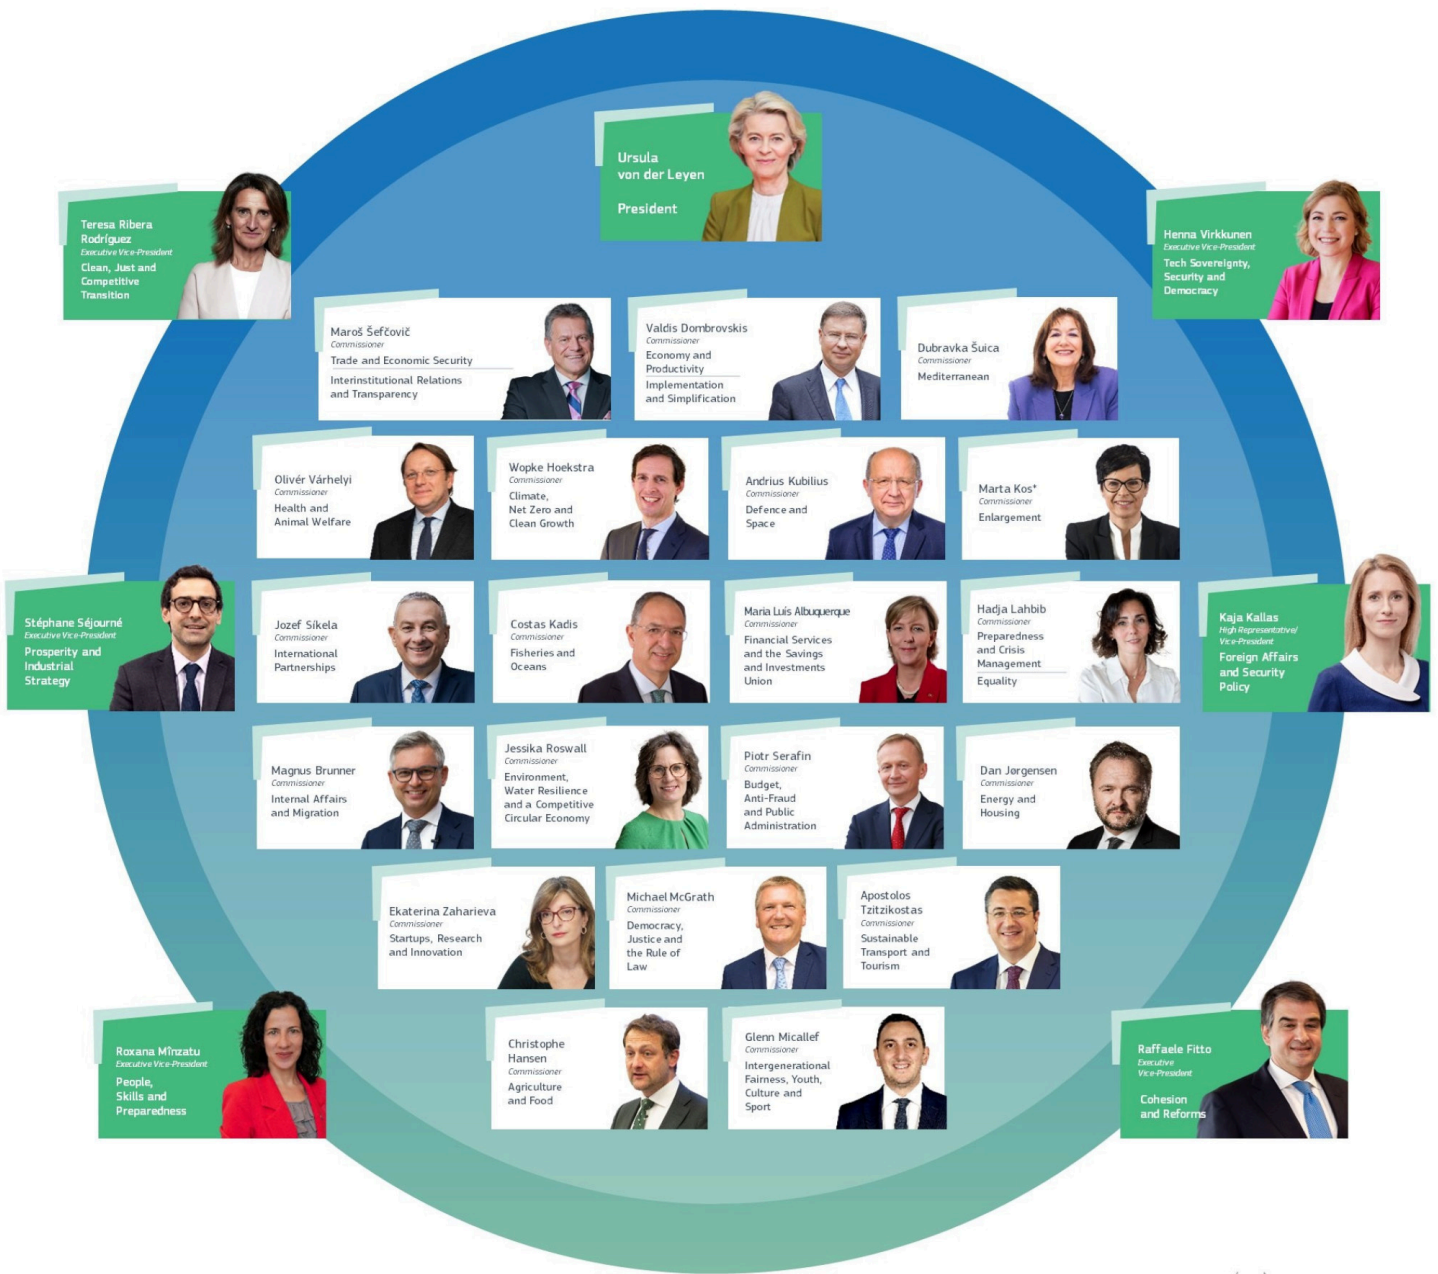 Ursula
von der Leyen
President
Teresa Ribera
Rodríguez
Executive Vice-President
Clean, Just and
Competitive
Transition
Henna Virkkunen
Executive Vice-President
Tech Sovereignty,
Security and
Democracy
Maroš Šefčovič
Commissioner
Trade and Economic Security
Interinstitutional Relations
and Transparency
Valdis Dombrovskis
Commissioner
Economy and
Productivity
Implementation
and Simplification
Dubravka Šuica
Commissioner
Mediterranean
Olivér Várhelyi
Commissioner
Health and
Animal Welfare
Wopke Hoekstra
Commissioner
Climate,
Net Zero and
Clean Growth
Andrius Kubilius
Commissioner
Defence and
Space
Marta Kos*
Commissioner
Enlargement
Stéphane Séjourné
Executive Vice-President
Prosperity and
Industrial
Strategy
Jozef Síkela
Commissioner
International
Partnerships
Costas Kadis
Commissioner
Fisheries and
Oceans
Maria Luís Albuquerque
Commissioner
Financial Services
and the Savings
and Investments
Union
Hadja Lahbib
Commissioner
Preparedness
and Crisis
Management
Equality
Kaja Kallas
High Representative/
Vice-President
Foreign Affairs
and Security
Policy
Magnus Brunner
Commissioner
Internal Affairs
and Migration
Jessika Roswall
Commissioner
Environment,
Water Resilience
and a Competitive
Circular Economy
Piotr Serafin
Commissioner
Budget,
Anti-Fraud
and Public
Administration
Dan Jørgensen
Commissioner
Energy and
Housing
Ekaterina Zaharieva
Commissioner
Startups, Research
and Innovation
Michael McGrath
Commissioner
Democracy,
Justice and
the Rule of
Law
Apostolos
Tzitzikostas
Commissioner
Sustainable
Transport and
Tourism
Roxana Mînzatu
Executive Vice-President
People,
Skills and
Preparedness
Christophe
Hansen
Commissioner
Agriculture
and Food
Glenn Micallef
Commissioner
Intergenerational
Fairness, Youth,
Culture and
Sport
Raffaele Fitto
Executive
Vice-President
Cohesion
and Reforms